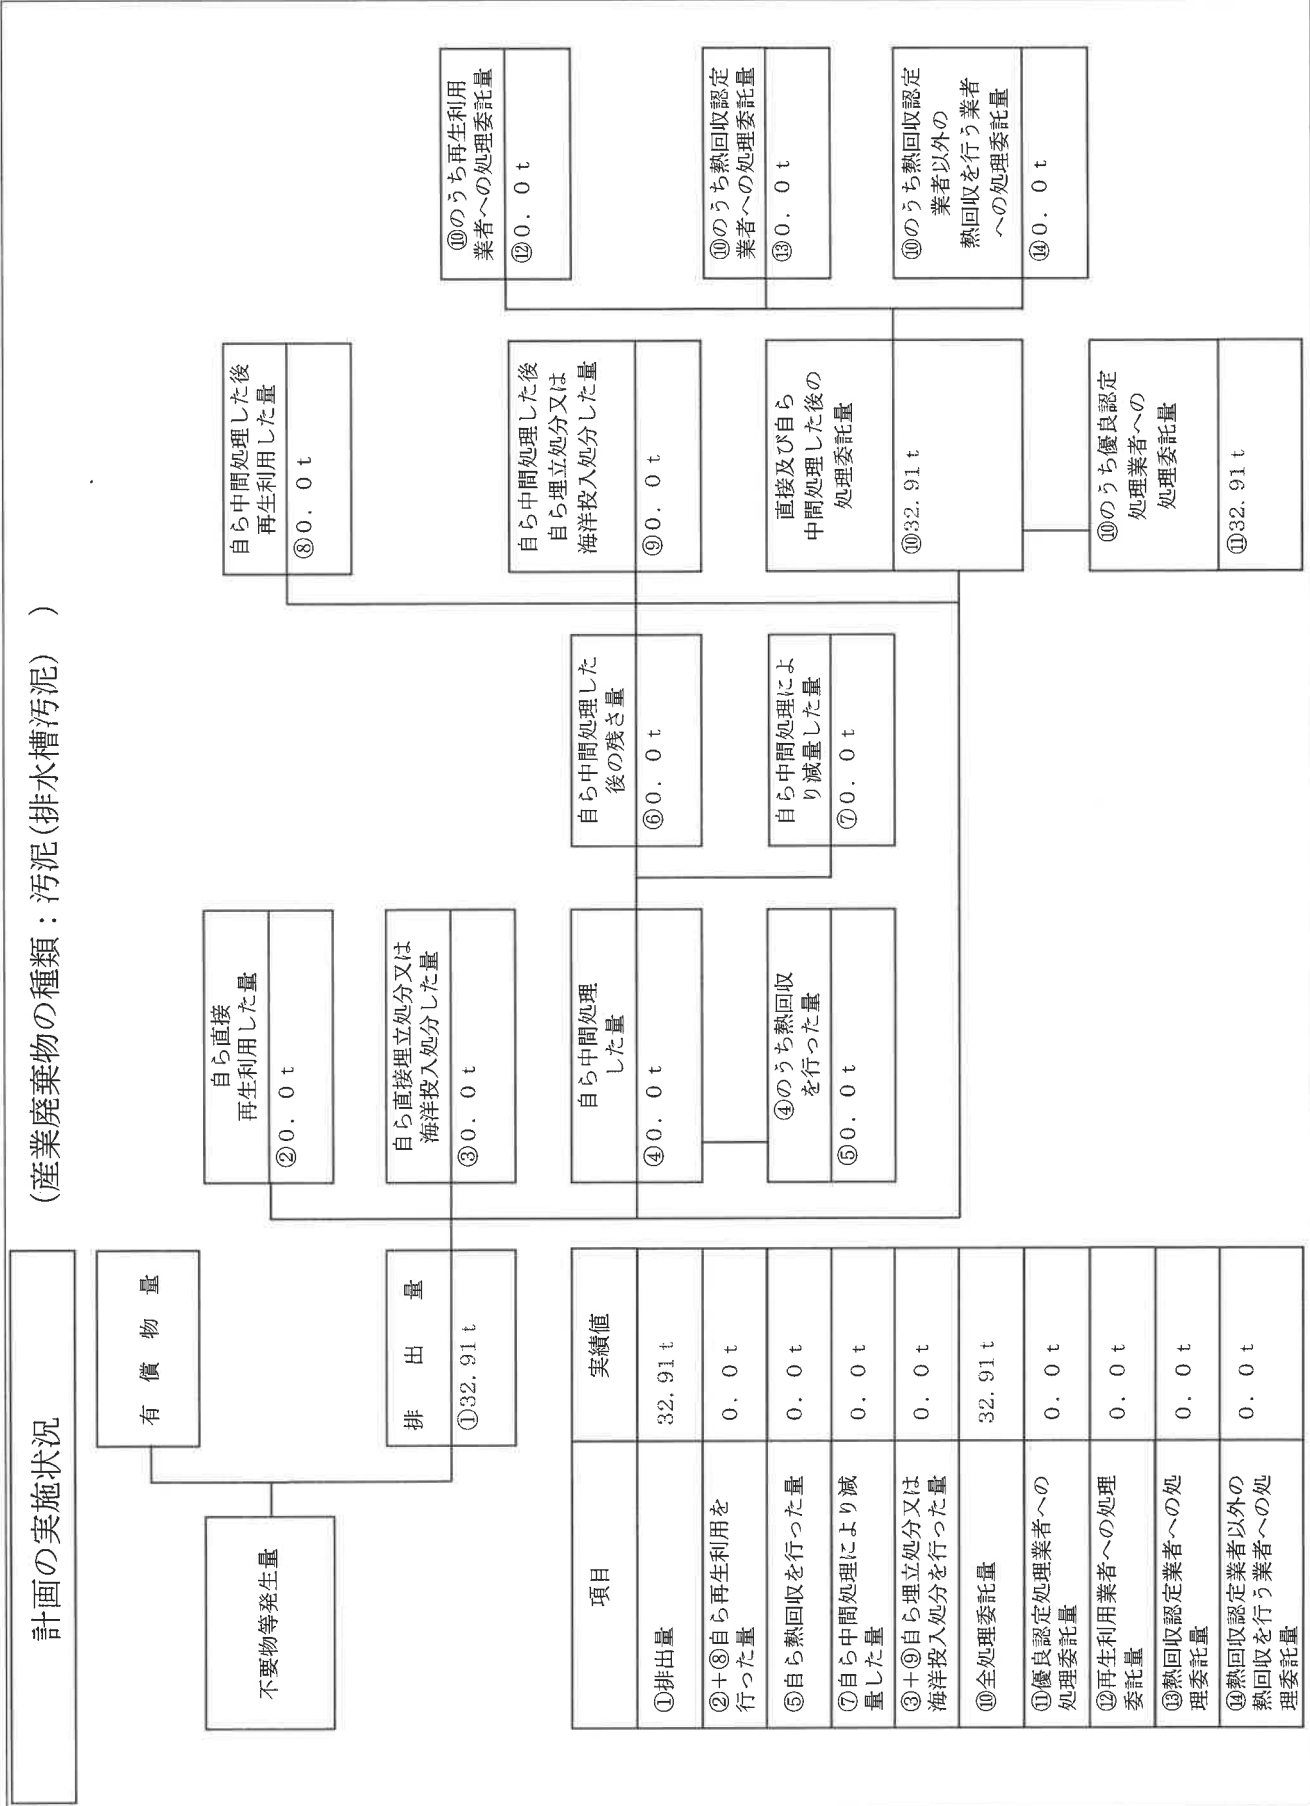 計画の実施状況
(産業廃棄物の種類：汚泥(排水槽汚泥) )
不要物等発生量
有 償 物 量
排 出 量
①32.91t
自ら直接
再生利用した量
②0.0t
自ら直接埋立処分又は
海洋投入処分した量
③0.0t
自ら中間処理
した量
④0.0t
④のうち熱回収
を行った量
⑤0.0t
自ら中間処理した
後の残さ量
⑥0.0t
自ら中間処理によ
り減量した量
⑦0.0t
自ら中間処理した後
再生利用した量
⑧0.0t
自ら中間処理した後
自ら埋立処分又は
海洋投入処分した量
⑨0.0t
直接及び自ら
中間処理した後の
処理委託量
⑩32.91t
⑩のうち優良認定
処理業者への
処理委託量
⑪32.91t
⑩のうち再生利用
業者への処理委託量
⑫0.0t
⑩のうち熱回収認定
業者への処理委託量
⑬0.0t
⑩のうち熱回収認定
業者以外の
熱回収を行う業者
への処理委託量
⑭0.0t
項目 実績値
①排出量 32.91t
②+⑧自ら再生利用を
行った量 0.0t
⑤自ら熱回収を行った量 0.0t
⑦自ら中間処理により減
量した量 0.0t
③+⑨自ら埋立処分又は
海洋投入処分を行った量 0.0t
⑩全処理委託量 32.91t
⑪優良認定処理業者への
処理委託量 0.0t
⑫再生利用業者への処理
委託量 0.0t
⑬熱回収認定業者への処
理委託量 0.0t
⑭熱回収認定業者以外の
熱回収を行う業者への処
理委託量 0.0t